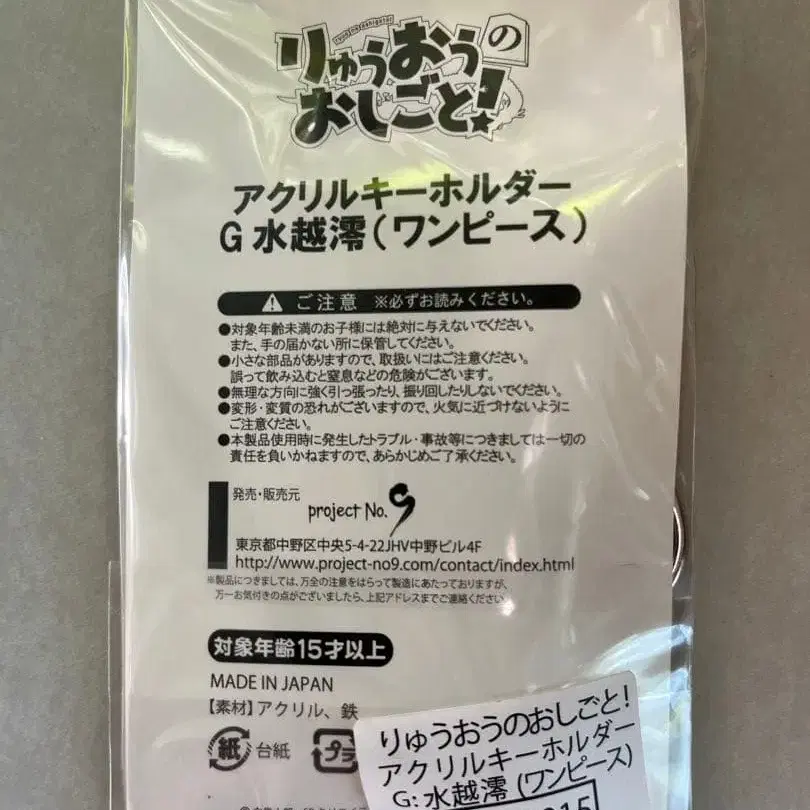 りゅうおうの
おしごと!
アクリルキーホルダー
G 水越澪(ワンピース)
ご注意 ※必ずお読みください。
●対象年齢未満のお子様には絶対に与えないでください。
また、手の届かない所に保管してください。
●小さな部品がありますので、取扱いにはご注意ください。
誤って飲み込むと窒息などの危険がございます。
●無理な方向に強く引っ張ったり、振り回したりしないでください。
●変形・変質の恐れがございますので、火気に近づけないように
ご注意ください。
●本製品使用時に発生したトラブル・事故等につきましては一切の
責任を負いかねますので、あらかじめご了承ください。
発売・販売元
project No.9
東京都中野区中央5-4-22JHV中野ビル4F
http://www.project-no9.com/contact/index.html
※製品につきましては、万全の注意をはらって製造にあたっておりますが、
万一お気付きの点がございましたら、上記アドレスまでご連絡ください
対象年齢15才以上
MADE IN JAPAN
【素材】アクリル、鉄
紙 台紙 プラ
りゅうおうのおしごと!
アクリルキーホルダー
G:水越澪(ワンピース)